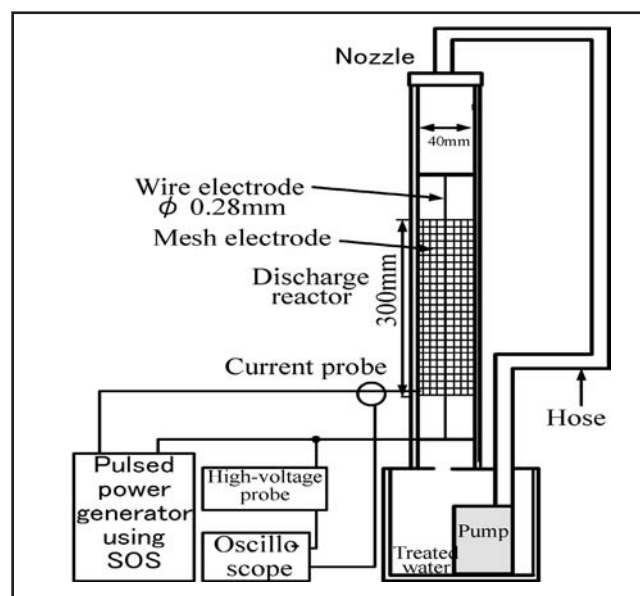 Nozzle
40mm
Wire electrode
φ 0.28mm
Mesh electrode
Discharge
reactor
300mm
Current probe
Hose
Pulsed
power
generator
using
SOS
High-voltage
probe
Oscillo
scope
Treated
water
Pump